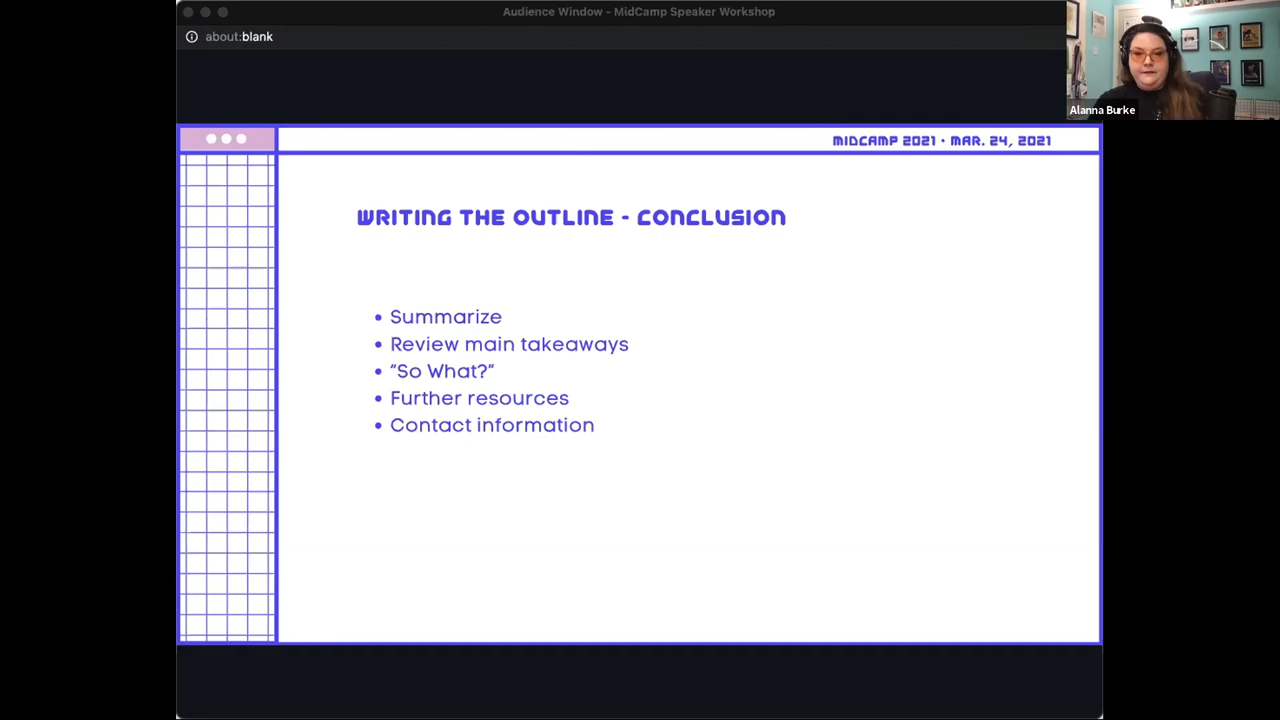 Audience Window - MidCamp Speaker Workshop
about:blank
Alanna Burke
MIDCAMP 2021 • MAR. 24, 2021
WRITING THE OUTLINE - CONCLUSION
• Summarize
• Review main takeaways
• “So What?”
• Further resources
• Contact information